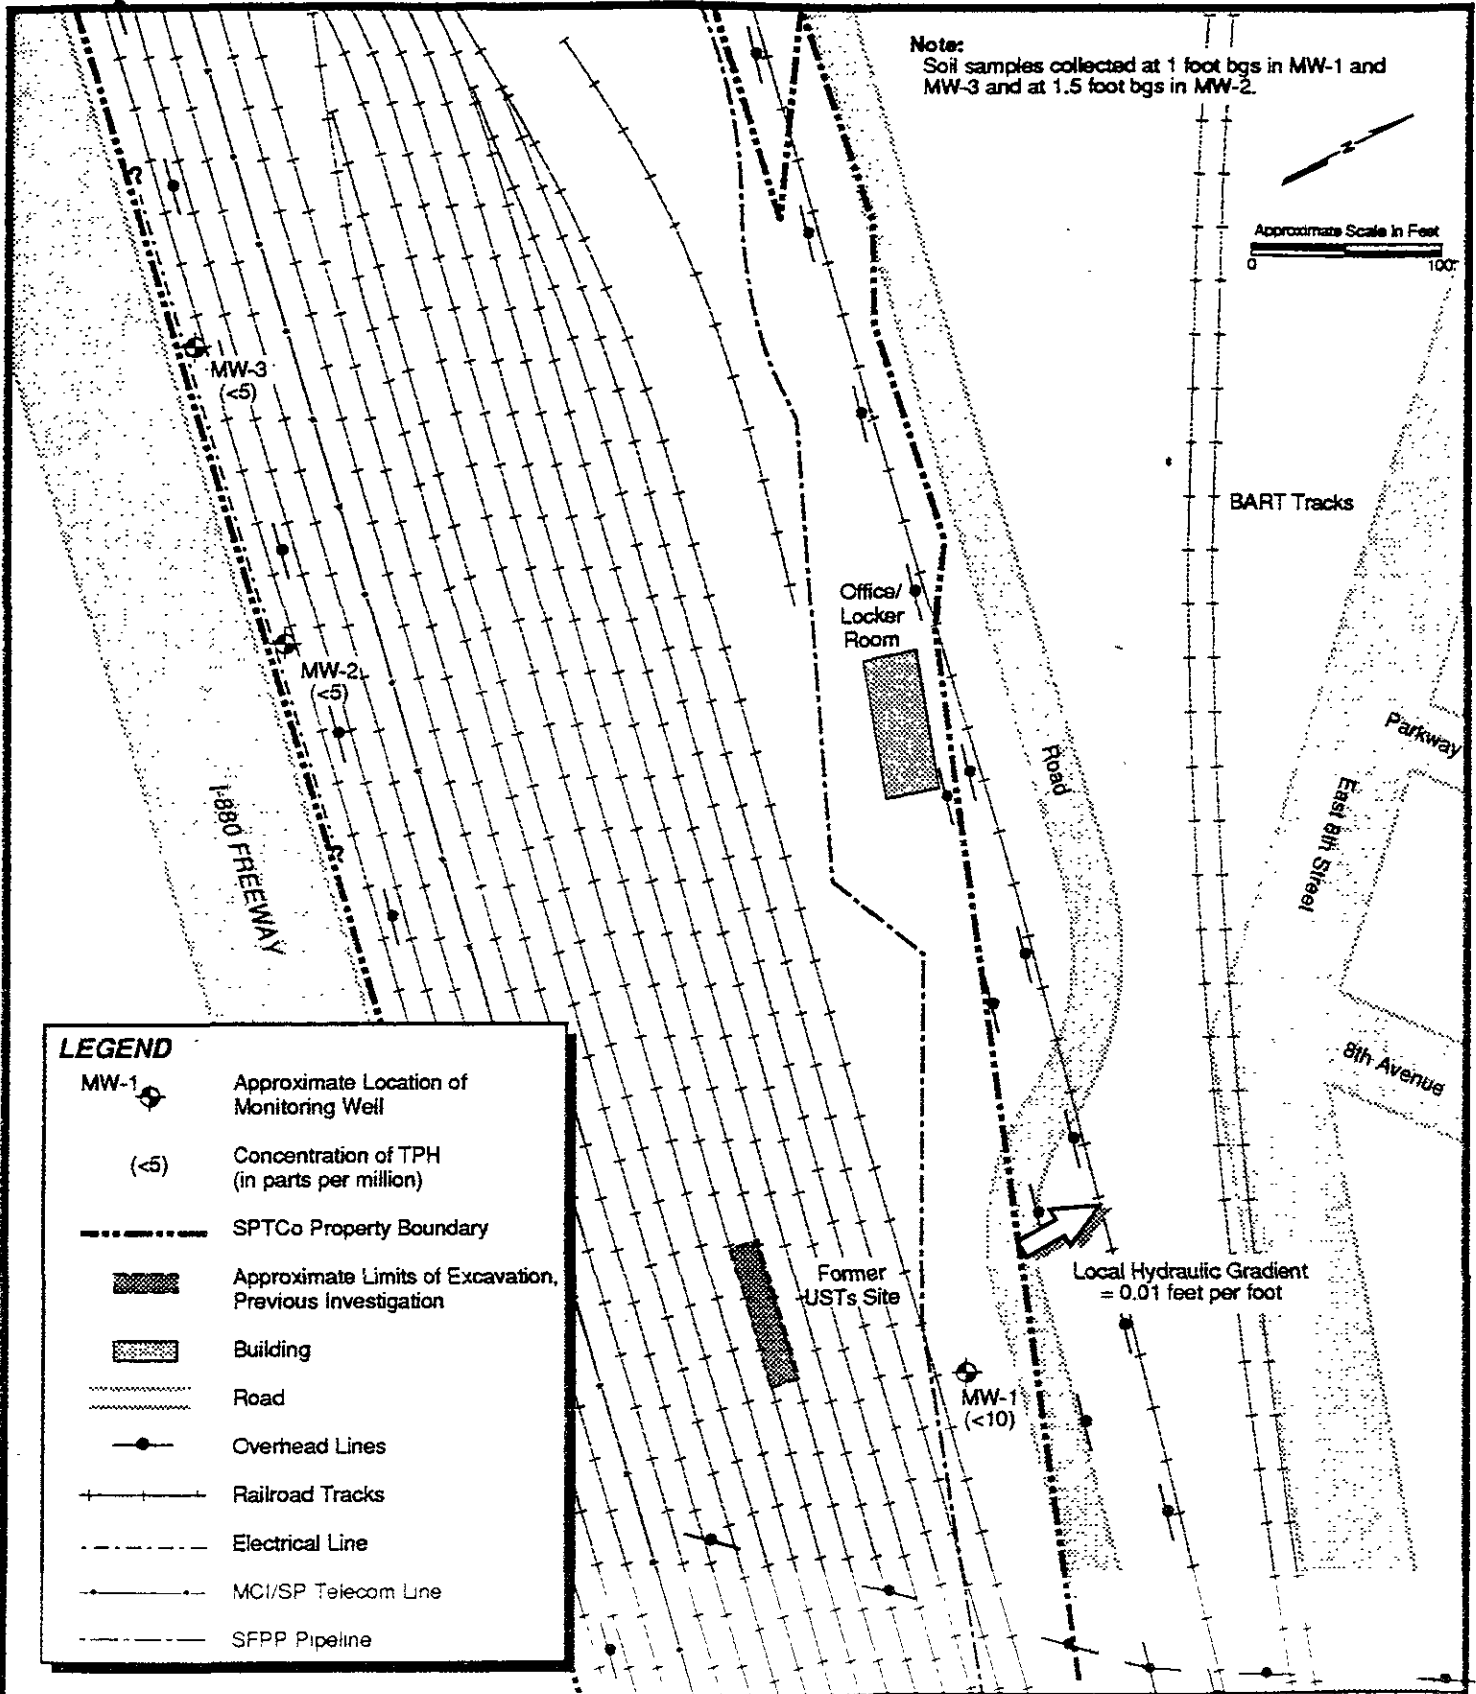 Note:
Soil samples collected at 1 foot bgs in MW-1 and
MW-3 and at 1.5 foot bgs in MW-2.
N
Approximate Scale in Feet
0 100'
MW-3
(<5)
BART Tracks
Office/
Locker
Room
MW-2
(<5)
Road
Parkway
East 8th Street
I-880 FREEWAY
8th Avenue
?
?
Former
USTs Site
Local Hydraulic Gradient
= 0.01 feet per foot
MW-1
(<10)
LEGEND
MW-1
Approximate Location of
Monitoring Well
(<5)
Concentration of TPH
(in parts per million)
SPTCo Property Boundary
Approximate Limits of Excavation,
Previous Investigation
Building
Road
Overhead Lines
Railroad Tracks
Electrical Line
MCI/SP Telecom Line
SFPP Pipeline